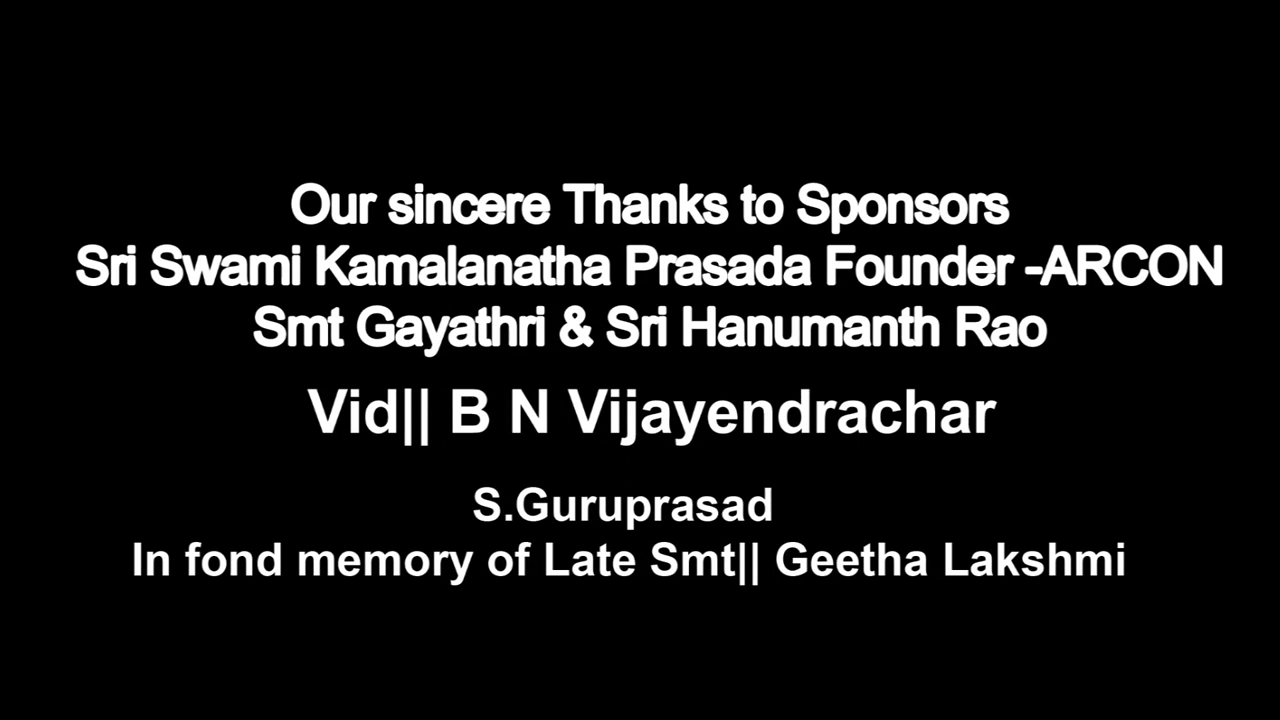 Our sincere Thanks to Sponsors
Sri Swami Kamalanatha Prasada Founder -ARCON
Smt Gayathri & Sri Hanumanth Rao
Vid|| B N Vijayendrachar
S.Guruprasad
In fond memory of Late Smt|| Geetha Lakshmi